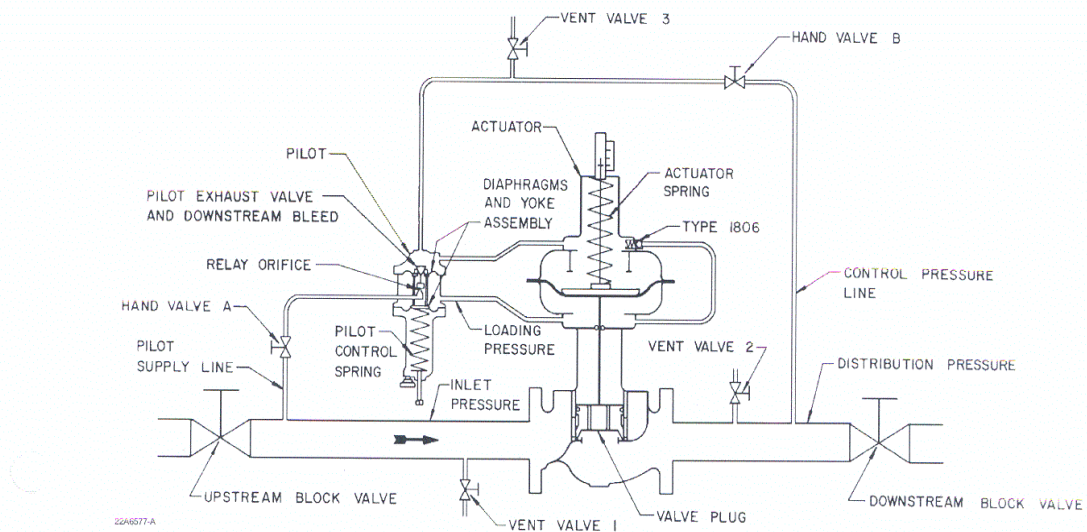 VENT VALVE 3
HAND VALVE B
ACTUATOR
PILOT
DIAPHRAGMS
AND YOKE
ASSEMBLY
ACTUATOR
SPRING
PILOT EXHAUST VALVE
AND DOWNSTREAM BLEED
TYPE 1806
RELAY ORIFICE
CONTROL PRESSURE
LINE
HAND VALVE A
PILOT
CONTROL
SPRING
LOADING
PRESSURE
PILOT
SUPPLY LINE
VENT VALVE 2
DISTRIBUTION PRESSURE
INLET
PRESSURE
UPSTREAM BLOCK VALVE
VENT VALVE 1
VALVE PLUG
DOWNSTREAM BLOCK VALVE
22A6577-A